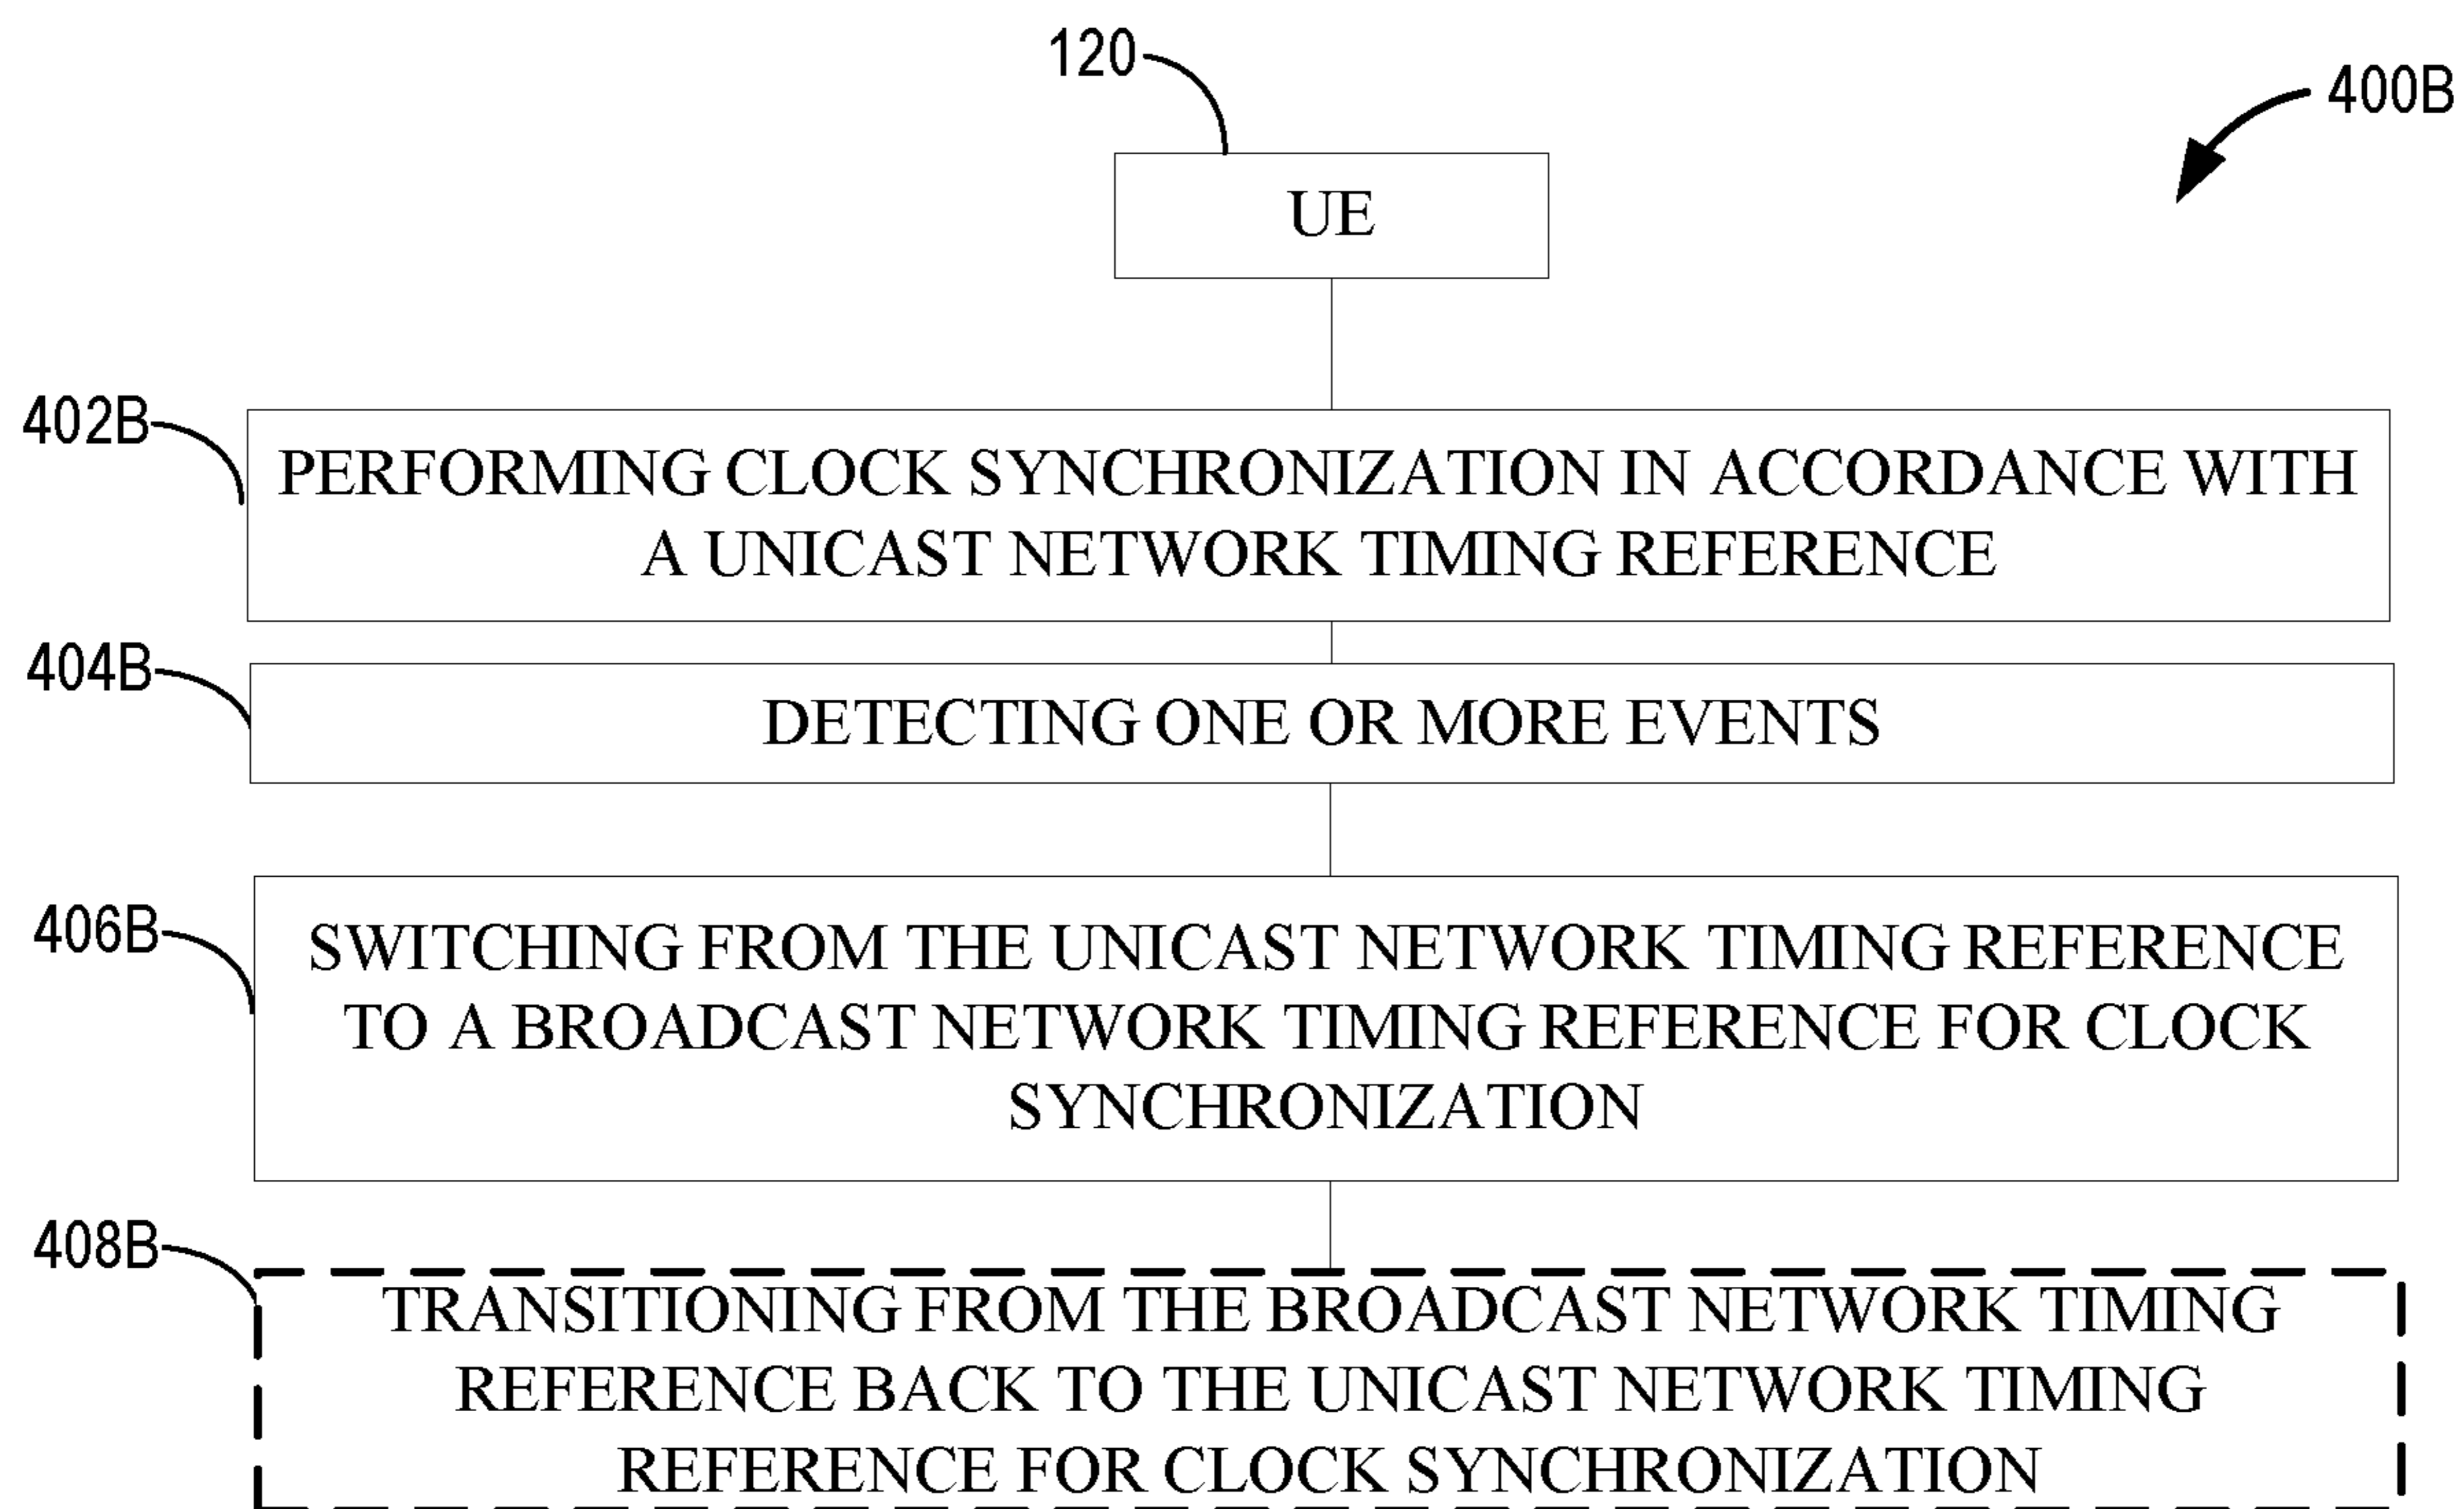 120
400B
UE
402B
PERFORMING CLOCK SYNCHRONIZATION IN ACCORDANCE WITH
A UNICAST NETWORK TIMING REFERENCE
404B
DETECTING ONE OR MORE EVENTS
406B
SWITCHING FROM THE UNICAST NETWORK TIMING REFERENCE
TO A BROADCAST NETWORK TIMING REFERENCE FOR CLOCK
SYNCHRONIZATION
408B
TRANSITIONING FROM THE BROADCAST NETWORK TIMING
REFERENCE BACK TO THE UNICAST NETWORK TIMING
REFERENCE FOR CLOCK SYNCHRONIZATION